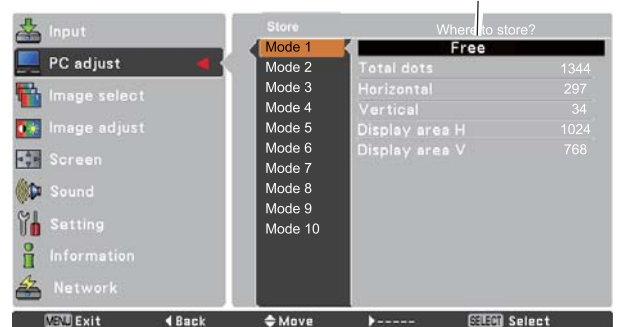 Input
PC adjust
Image select
Image adjust
Screen
Sound
Setting
Information
Network
Store
Mode 1
Mode 2
Mode 3
Mode 4
Mode 5
Mode 6
Mode 7
Mode 8
Mode 9
Mode 10
Where to store?
Free
Total dots 1344
Horizontal 297
Vertical 34
Display area H 1024
Display area V 768
MENU Exit Back Move ----- SELECT Select